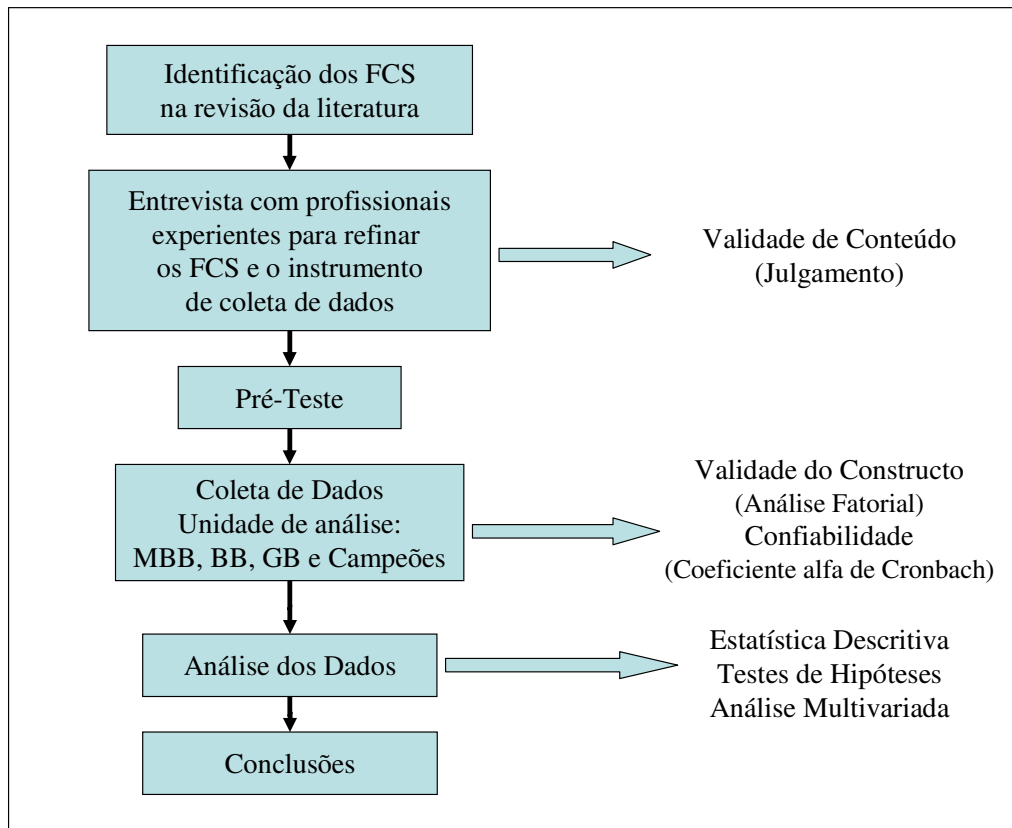 Identificação dos FCS
na revisão da literatura
Entrevista com profissionais
experientes para refinar
os FCS e o instrumento
de coleta de dados
Validade de Conteúdo
(Julgamento)
Pré-Teste
Coleta de Dados
Unidade de análise:
MBB, BB, GB e Campeões
Validade do Constructo
(Análise Fatorial)
Confiabilidade
(Coeficiente alfa de Cronbach)
Análise dos Dados
Estatística Descritiva
Testes de Hipóteses
Análise Multivariada
Conclusões